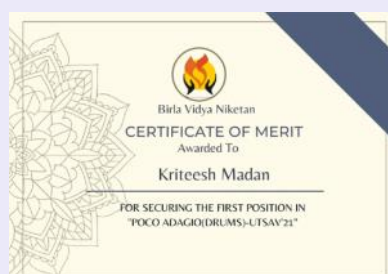 Birla Vidya Niketan
CERTIFICATE OF MERIT
Awarded To
Kriteesh Madan
FOR SECURING THE FIRST POSITION IN
"POCO ADAGIO(DRUMS)-UTSAV'21"